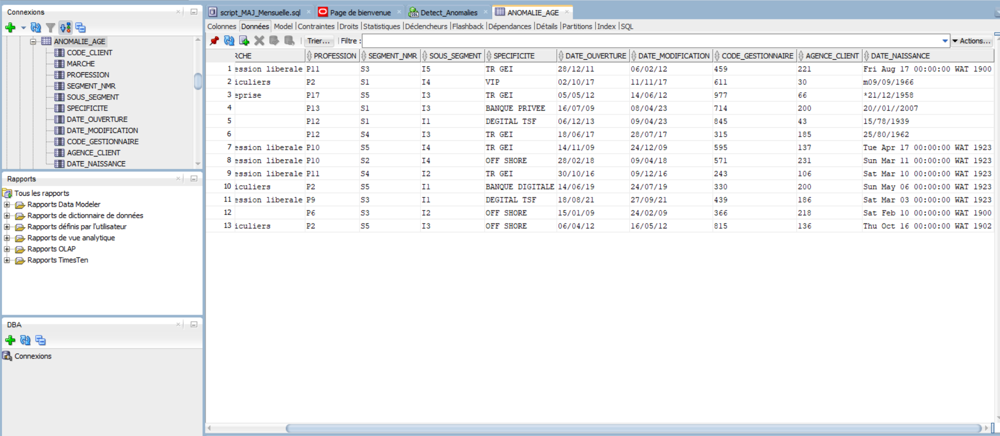 Connexions
ANOMALIE_AGE
CODE_CLIENT
MARCHE
PROFESSION
SEGMENT_NMR
SOUS_SEGMENT
SPECIFICITE
DATE_OUVERTURE
DATE_MODIFICATION
CODE_GESTIONNAIRE
AGENCE_CLIENT
DATE_NAISSANCE
Rapports
Tous les rapports
Rapports Data Modeler
Rapports de dictionnaire de données
Rapports définis par l'utilisateur
Rapports de vue analytique
Rapports OLAP
Rapports TimesTen
DBA
Connexions
script_MAJ_Mensuelle.sql Page de bienvenue Detect_Anomalies ANOMALIE_AGE
Colonnes Données Model Contraintes Droits Statistiques Déclencheurs Flashback Dépendances Détails Partitions Index SQL
Trier... Filtre : Actions...
RCHE PROFESSION SEGMENT_NMR SOUS_SEGMENT SPECIFICITE DATE_OUVERTURE DATE_MODIFICATION CODE_GESTIONNAIRE AGENCE_CLIENT DATE_NAISSANCE
1 ession liberale P11 S3 I5 TR GEI 28/12/11 06/02/12 459 221 Fri Aug 17 00:00:00 WAT 1900
2 iculiers P2 S1 I4 VIP 02/10/17 11/11/17 611 30 m09/09/1966
3 eprise P17 S5 I3 TR GEI 05/05/12 14/06/12 977 66 *21/12/1958
4 P13 S1 I3 BANQUE PRIVEE 16/07/09 08/04/23 714 200 20//01//2007
5 P12 S1 I1 DEGITAL TSF 06/12/13 09/04/23 845 43 15/78/1939
6 P12 S4 I3 TR GEI 18/06/17 28/07/17 315 185 25/80/1962
7 ession liberale P10 S5 I4 TR GEI 14/11/09 24/12/09 595 137 Tue Apr 17 00:00:00 WAT 1923
8 ession liberale P10 S2 I4 OFF SHORE 28/02/18 09/04/18 571 231 Sun Mar 11 00:00:00 WAT 1923
9 ession liberale P11 S4 I2 TR GEI 30/10/16 09/12/16 243 106 Sat Mar 10 00:00:00 WAT 1923
10 iculiers P2 S5 I1 BANQUE DIGITALE 14/06/19 24/07/19 330 200 Sun May 06 00:00:00 WAT 1923
11 ession liberale P9 S3 I1 DEGITAL TSF 18/08/21 27/09/21 439 186 Sat Mar 03 00:00:00 WAT 1923
12 P6 S3 I2 OFF SHORE 15/01/09 24/02/09 366 218 Sat Feb 10 00:00:00 WAT 1900
13 iculiers P2 S5 I3 OFF SHORE 06/04/12 16/05/12 815 136 Thu Oct 16 00:00:00 WAT 1902